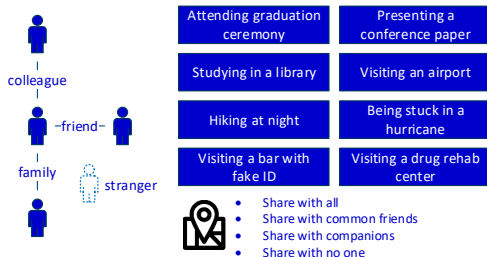 colleague
friend
family
stranger
Attending graduation
ceremony
Presenting a
conference paper
Studying in a library
Visiting an airport
Hiking at night
Being stuck in a
hurricane
Visiting a bar with
fake ID
Visiting a drug rehab
center
• Share with all
• Share with common friends
• Share with companions
• Share with no one